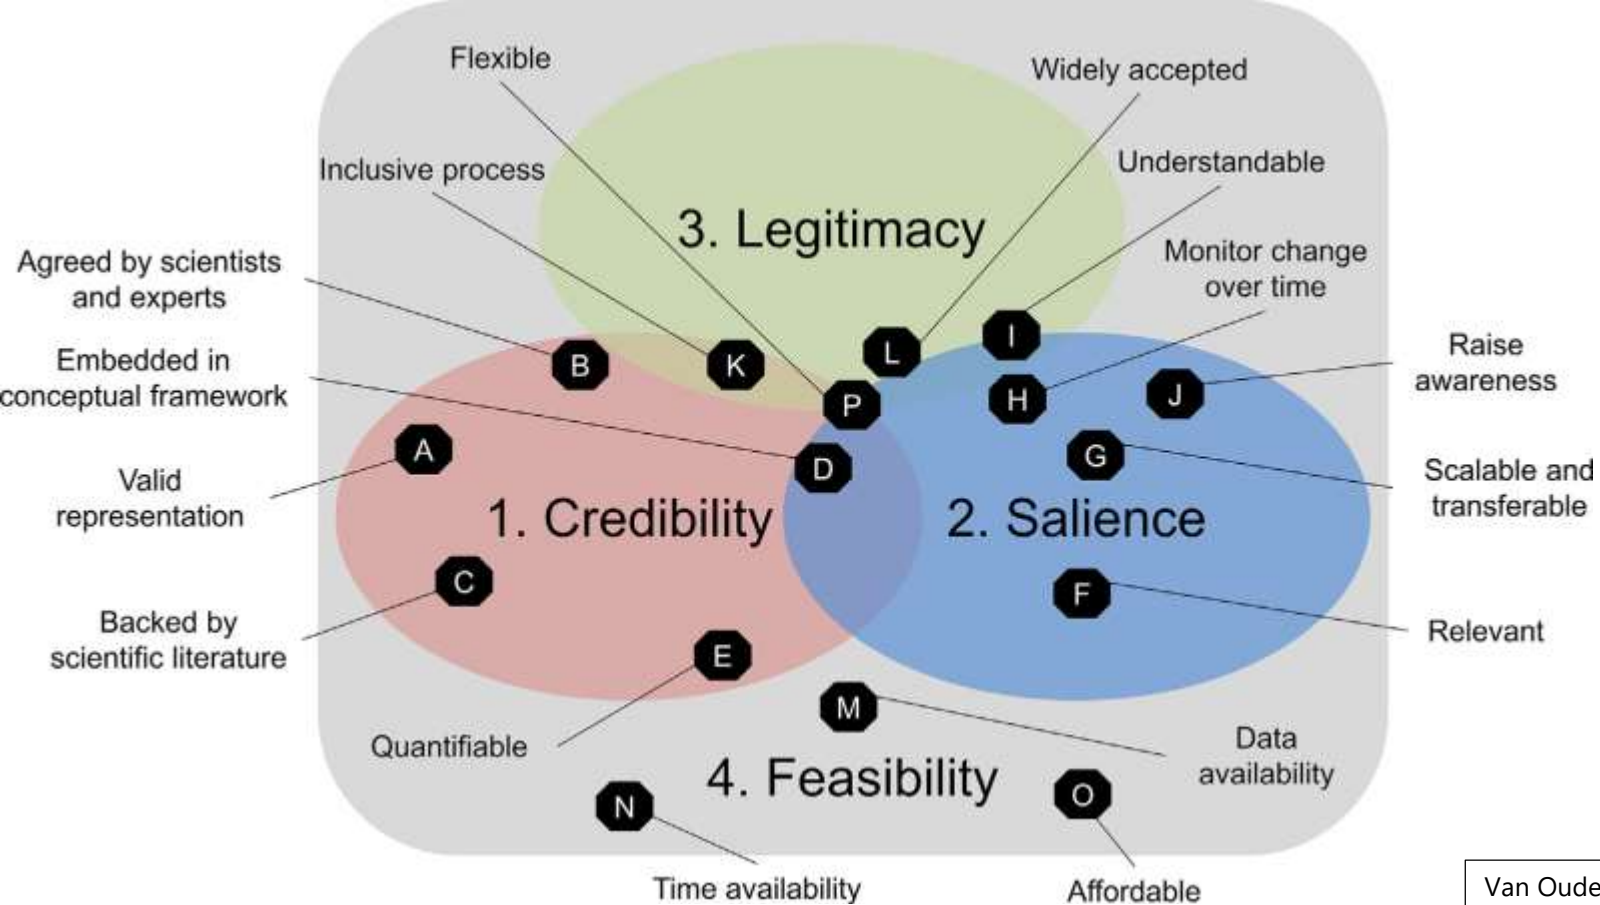 Flexible
Widely accepted
Inclusive process
Understandable
3. Legitimacy
Monitor change
over time
Agreed by scientists
and experts
Embedded in
conceptual framework
Raise
awareness
B
K
L
I
P
H
J
A
D
G
Valid
representation
Scalable and
transferable
1. Credibility
2. Salience
C
F
Backed by
scientific literature
Relevant
E
M
Quantifiable
Data
availability
4. Feasibility
N
O
Time availability
Affordable
Van Oude